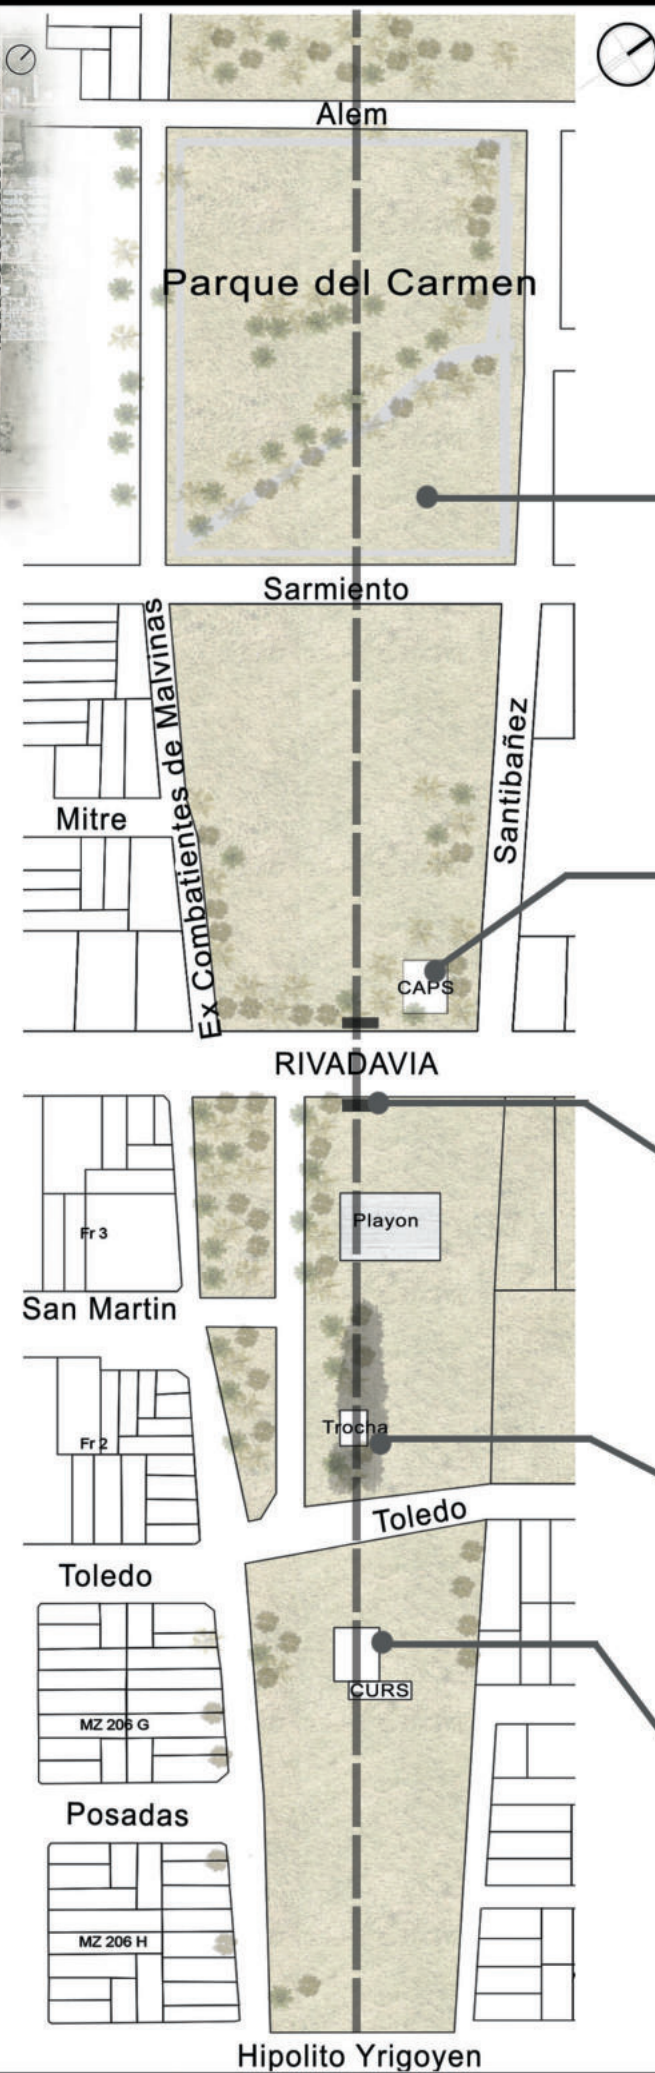 Alem
Parque del Carmen
Sarmiento
Ex Combatientes de Malvinas
Santibañez
Mitre
CAPS
RIVADAVIA
Playon
Fr 3
San Martin
Trocha
Fr 2
Toledo
Toledo
CURS
MZ 206 G
Posadas
MZ 206 H
Hipolito Yrigoyen